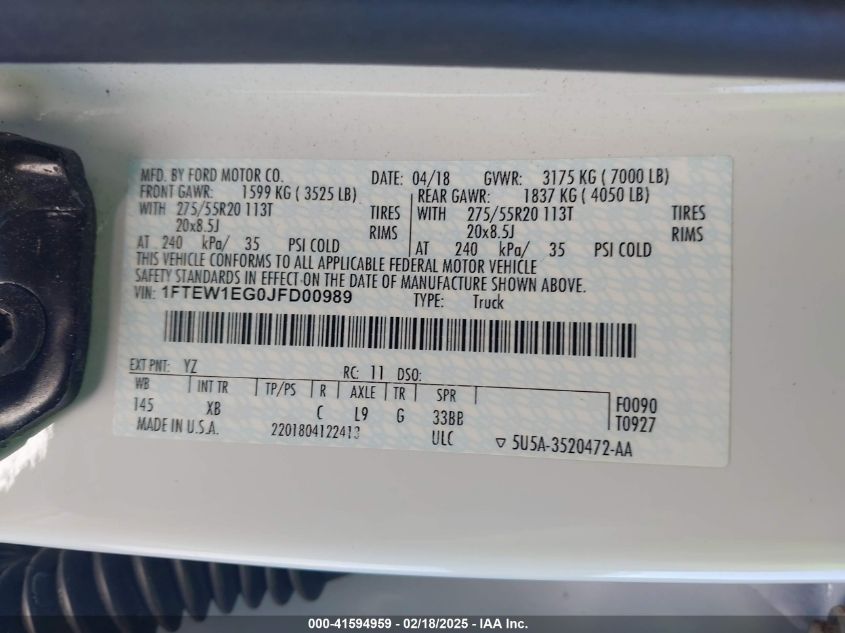 MFD. BY FORD MOTOR CO. DATE: 04/18 GVWR: 3175 KG ( 7000 LB)
FRONT GAWR: 1599 KG ( 3525 LB) REAR GAWR: 1837 KG ( 4050 LB)
WITH 275/55R20 113T TIRES WITH 275/55R20 113T TIRES
20x8.5J RIMS 20x8.5J RIMS
AT 240 kPa/ 35 PSI COLD AT 240 kPa/ 35 PSI COLD
THIS VEHICLE CONFORMS TO ALL APPLICABLE FEDERAL MOTOR VEHICLE
SAFETY STANDARDS IN EFFECT ON THE DATE OF MANUFACTURE SHOWN ABOVE.
VIN: 1FTEW1EG0JFD00989 TYPE: Truck
EXT PNT: YZ RC: 11 DSO:
WB INT TR TP/PS R AXLE TR SPR
145 XB C L9 G 33BB
F0090
T0927
MADE IN U.S.A. 2201804122413 ULC ▽ 5U5A-3520472-AA
000-41594959 - 02/18/2025 - IAA Inc.